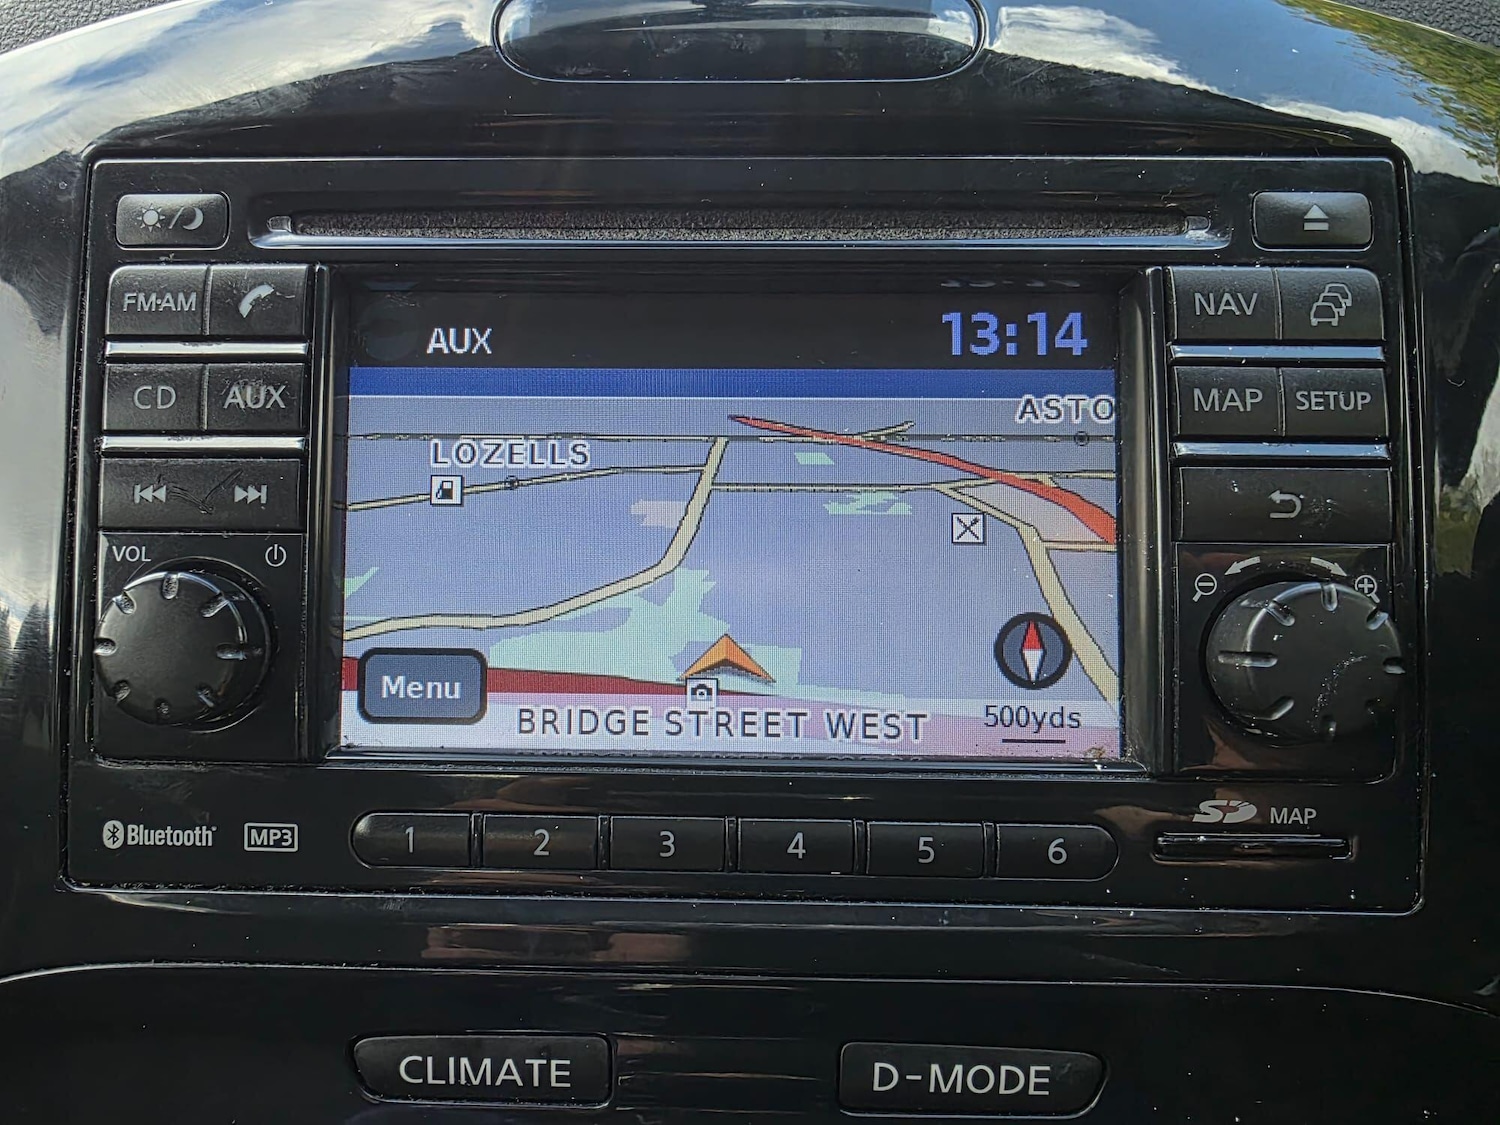 FM·AM
NAV
AUX
13:14
CD
AUX
MAP
SETUP
ASTO
LOZELLS
VOL
Menu
500yds
BRIDGE STREET WEST
Bluetooth
MP3
1
2
3
4
5
6
SD
MAP
CLIMATE
D-MODE